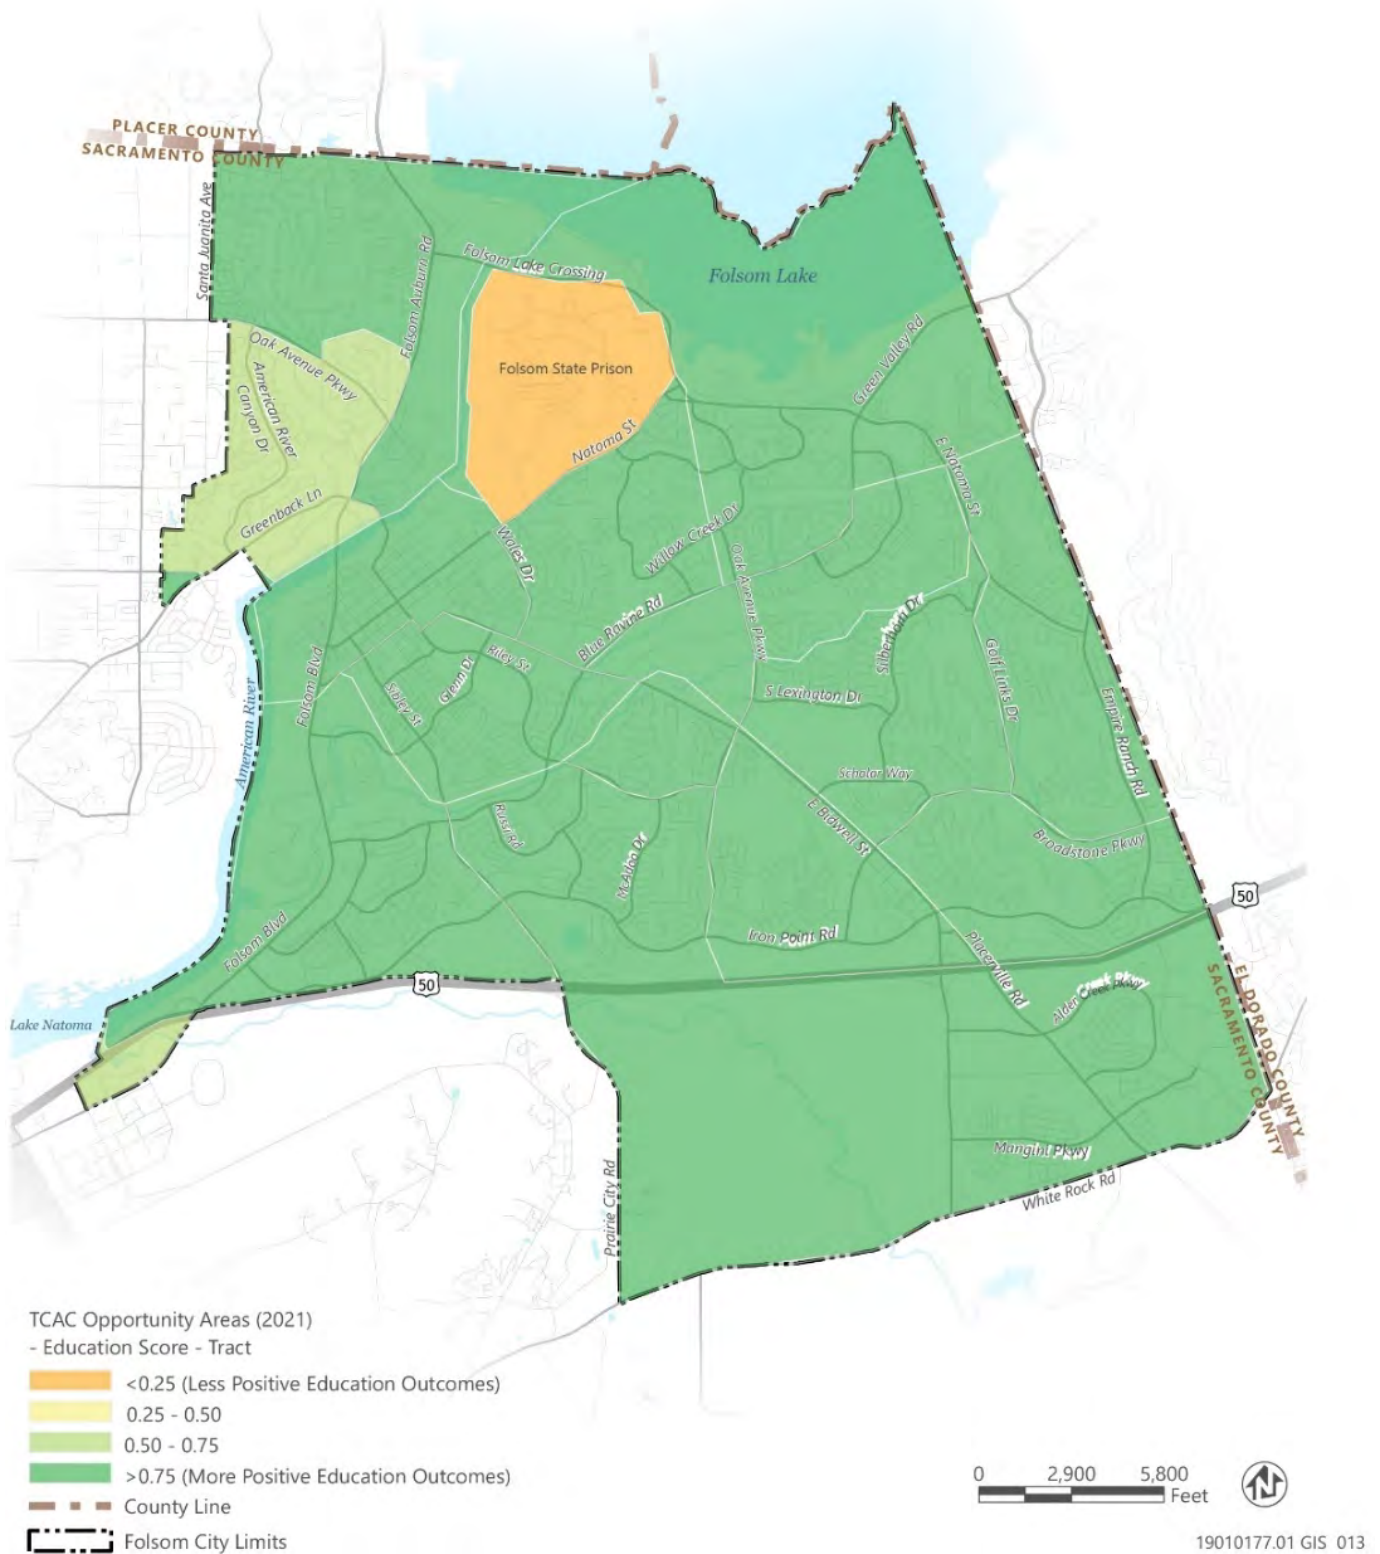 PLACER COUNTY
SACRAMENTO COUNTY
Santa Juanita Ave
Folsom Auburn Rd
Folsom Lake Crossing
Folsom Lake
Oak Avenue Pkwy
American River
Canyon Dr
Folsom State Prison
Green Valley Rd
Natoma St
E Natoma St
Greenback Ln
Wales Dr
Willow Creek Dr
Oak Avenue Pkwy
Blue Ravine Rd
Silberhorn Dr
Riley St
Glenn Dr
Sibley St
Folsom Blvd
American River
S Lexington Dr
Golf Links Dr
Empire Ranch Rd
Scholar Way
E Bidwell St
Broadstone Pkwy
Russi Rd
McAdoo Dr
50
Iron Point Rd
Folsom Blvd
Placerville Rd
50
Alder Creek Pkwy
EL DORADO COUNTY
SACRAMENTO COUNTY
Lake Natoma
Mangini Pkwy
White Rock Rd
Prairie City Rd
TCAC Opportunity Areas (2021)
- Education Score - Tract
<0.25 (Less Positive Education Outcomes)
0.25 - 0.50
0.50 - 0.75
>0.75 (More Positive Education Outcomes)
County Line
Folsom City Limits
0 2,900 5,800
Feet
N
19010177.01 GIS 013